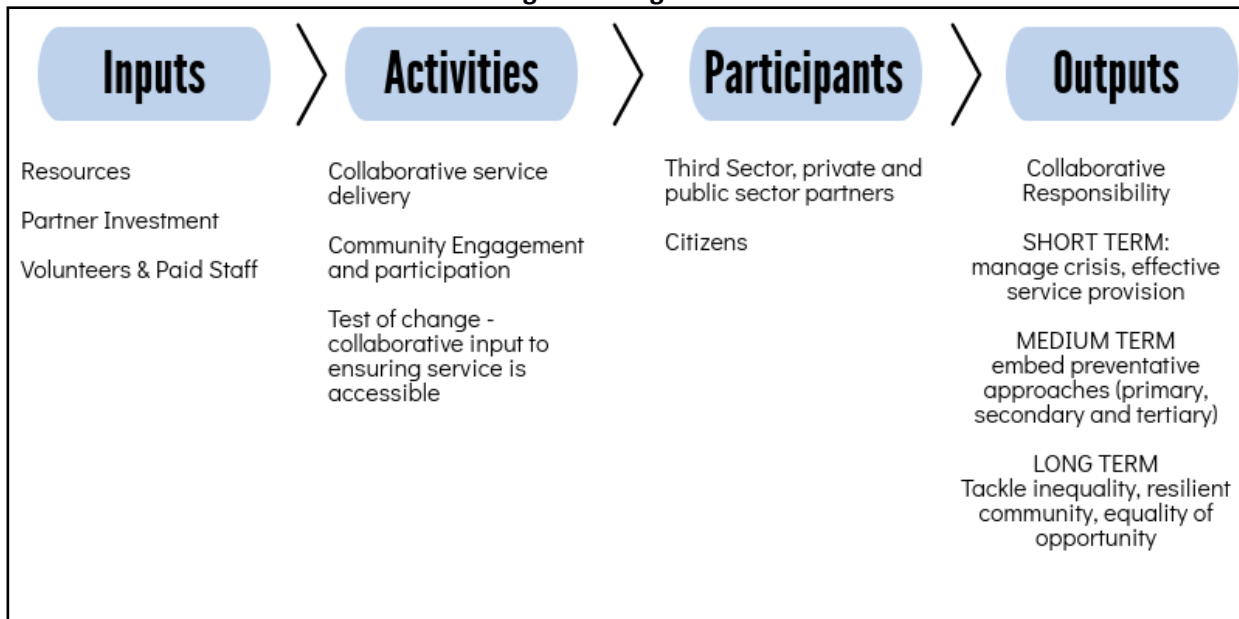 Inputs
Activities
Participants
Outputs
Resources
Partner Investment
Volunteers & Paid Staff
Collaborative service
delivery
Community Engagement
and participation
Test of change -
collaborative input to
ensuring service is
accessible
Third Sector, private and
public sector partners
Citizens
Collaborative
Responsibility
SHORT TERM:
manage crisis, effective
service provision
MEDIUM TERM
embed preventative
approaches (primary,
secondary and tertiary)
LONG TERM
Tackle inequality, resilient
community, equality of
opportunity